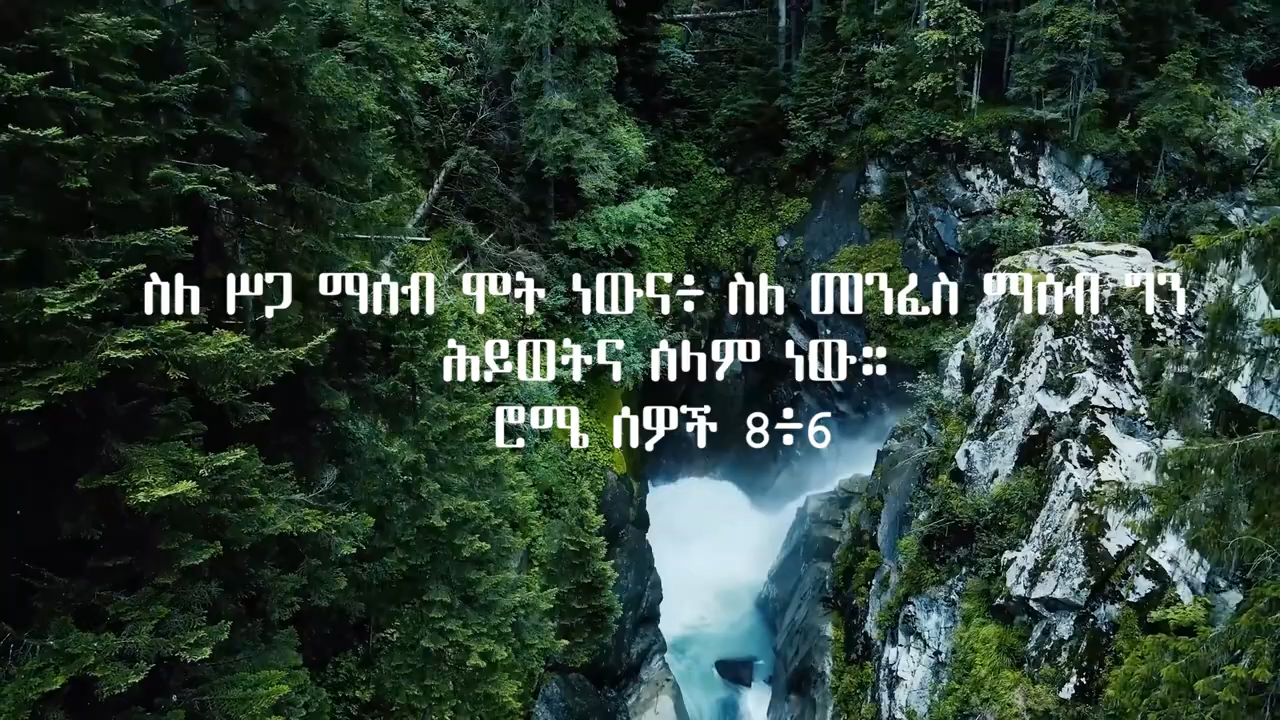 ስለ ሥጋ ማሰብ ሞት ነውና÷ ስለ መንፈስ ማሰብ ግን
ሕይወትና ሰላም ነው።
ሮሜ ሰዎች 8÷6